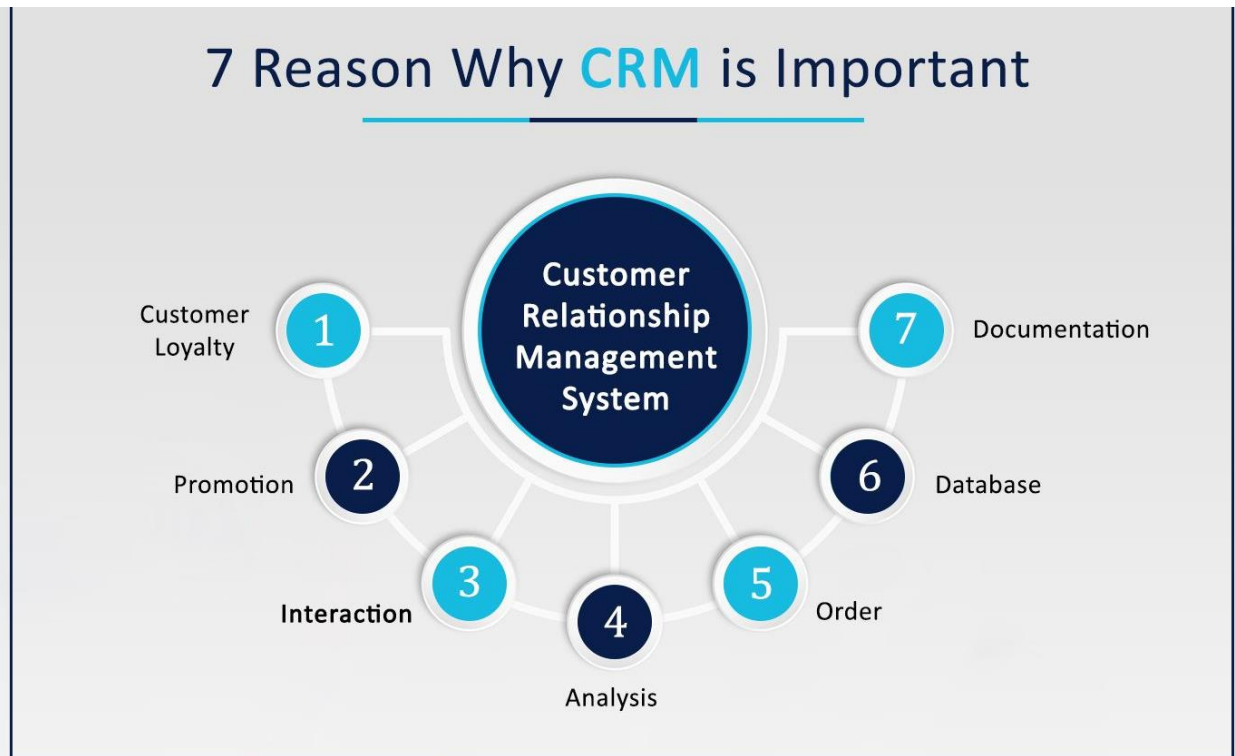 7 Reason Why CRM is Important
Customer
Relationship
Management
System
1
Customer
Loyalty
2
Promotion
3
Interaction
4
Analysis
5
Order
6
Database
7
Documentation